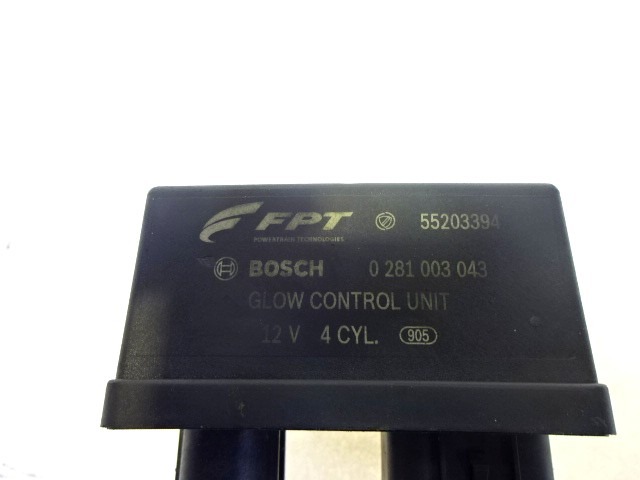 FPT 55203394
POWERTRAIN TECHNOLOGIES
BOSCH 0 281 003 043
GLOW CONTROL UNIT
12 V 4 CYL. 905